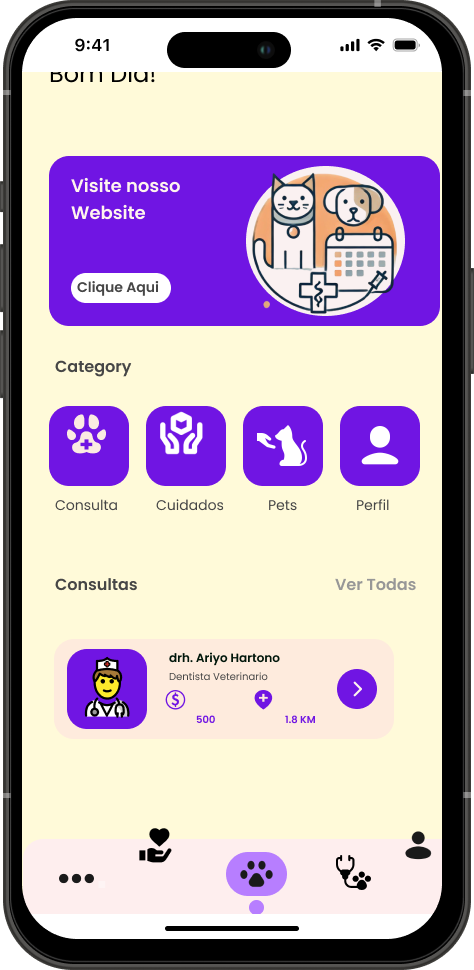 9:41
Bom Dia!
Visite nosso
Website
Clique Aqui
Category
Consulta
Cuidados
Pets
Perfil
Consultas
Ver Todas
drh. Ariyo Hartono
Dentista Veterinario
500
1.8 KM